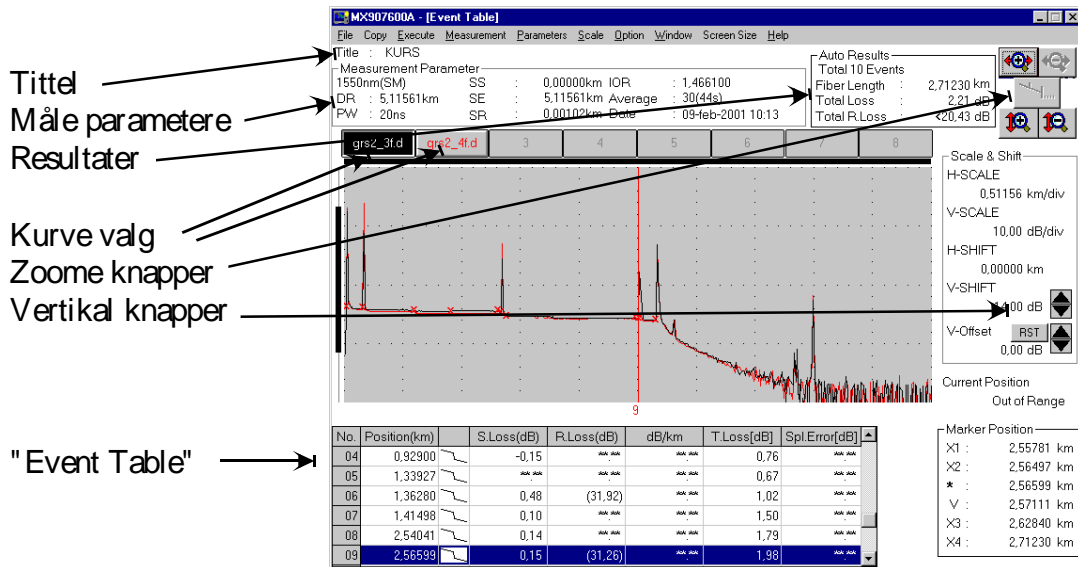 MX907600A - [Event Table]
File Copy Execute Measurement Parameters Scale Option Window Screen Size Help
Title : KURS
Tittel
Måle parametere
Resultater
Kurve valg
Zoome knapper
Vertikal knapper
"Event Table"
Measurement Parameter
1550nm(SM) SS : 0,00000km IOR : 1,466100
DR : 5,11561km SE : 5,11561km Average : 30(44s)
PW : 20ns SR : 0,00102km Date : 09-feb-2001 10:13
Auto Results
Total 10 Events
Fiber Length : 2,71230 km
Total Loss : 2,21 dB
Total R.Loss : <20,43 dB
grs2_3f.d grs2_4f.d 3 4 5 6 7 8
Scale & Shift
H-SCALE
0,51156 km/div
V-SCALE
10,00 dB/div
H-SHIFT
0,00000 km
V-SHIFT
dB
V-Offset RST
0,00 dB
Current Position
Out of Range
9
No. Position(km) S.Loss(dB) R.Loss(dB) dB/km T.Loss[dB] Spl.Error[dB]
04 0,92900 -0,15 **.** **.** 0,76 **.**
05 1,33927 **.** **.** **.** 0,67 **.**
06 1,36280 0,48 (31,92) **.** 1,02 **.**
07 1,41498 0,10 **.** **.** 1,50 **.**
08 2,54041 0,14 **.** **.** 1,79 **.**
09 2,56599 0,15 (31,26) **.** 1,98 **.**
Marker Position
X1 : 2,55781 km
X2 : 2,56497 km
* : 2,56599 km
V : 2,57111 km
X3 : 2,62840 km
X4 : 2,71230 km